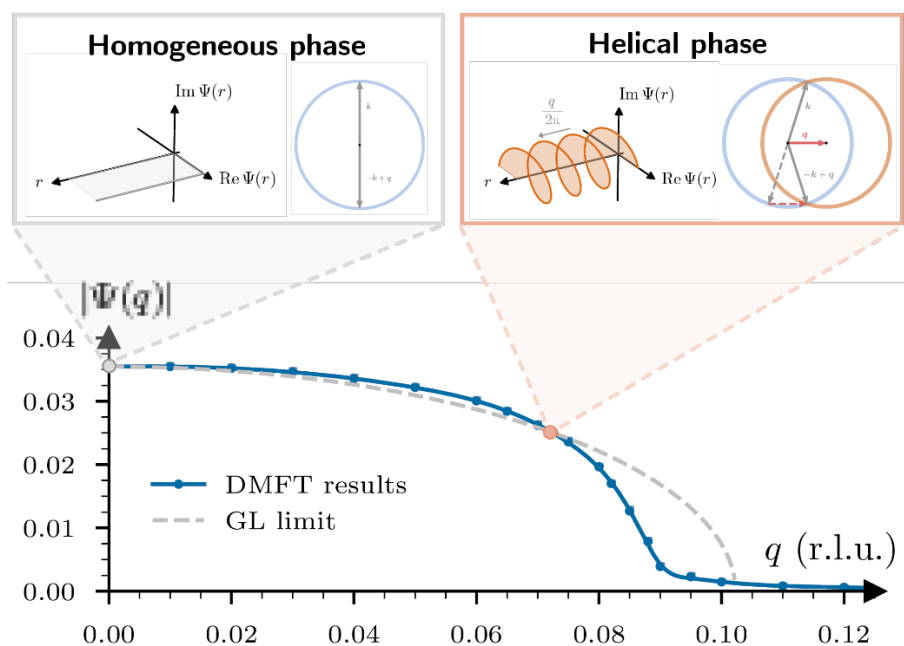 Homogeneous phase
Im Ψ(r)
r
Re Ψ(r)
k
−k+q
Helical phase
Im Ψ(r)
q
2π
r
Re Ψ(r)
k
q
−k+q
|Ψ(q)|
0.04
0.03
0.02
0.01
0.00
DMFT results
GL limit
q (r.l.u.)
0.00 0.02 0.04 0.06 0.08 0.10 0.12